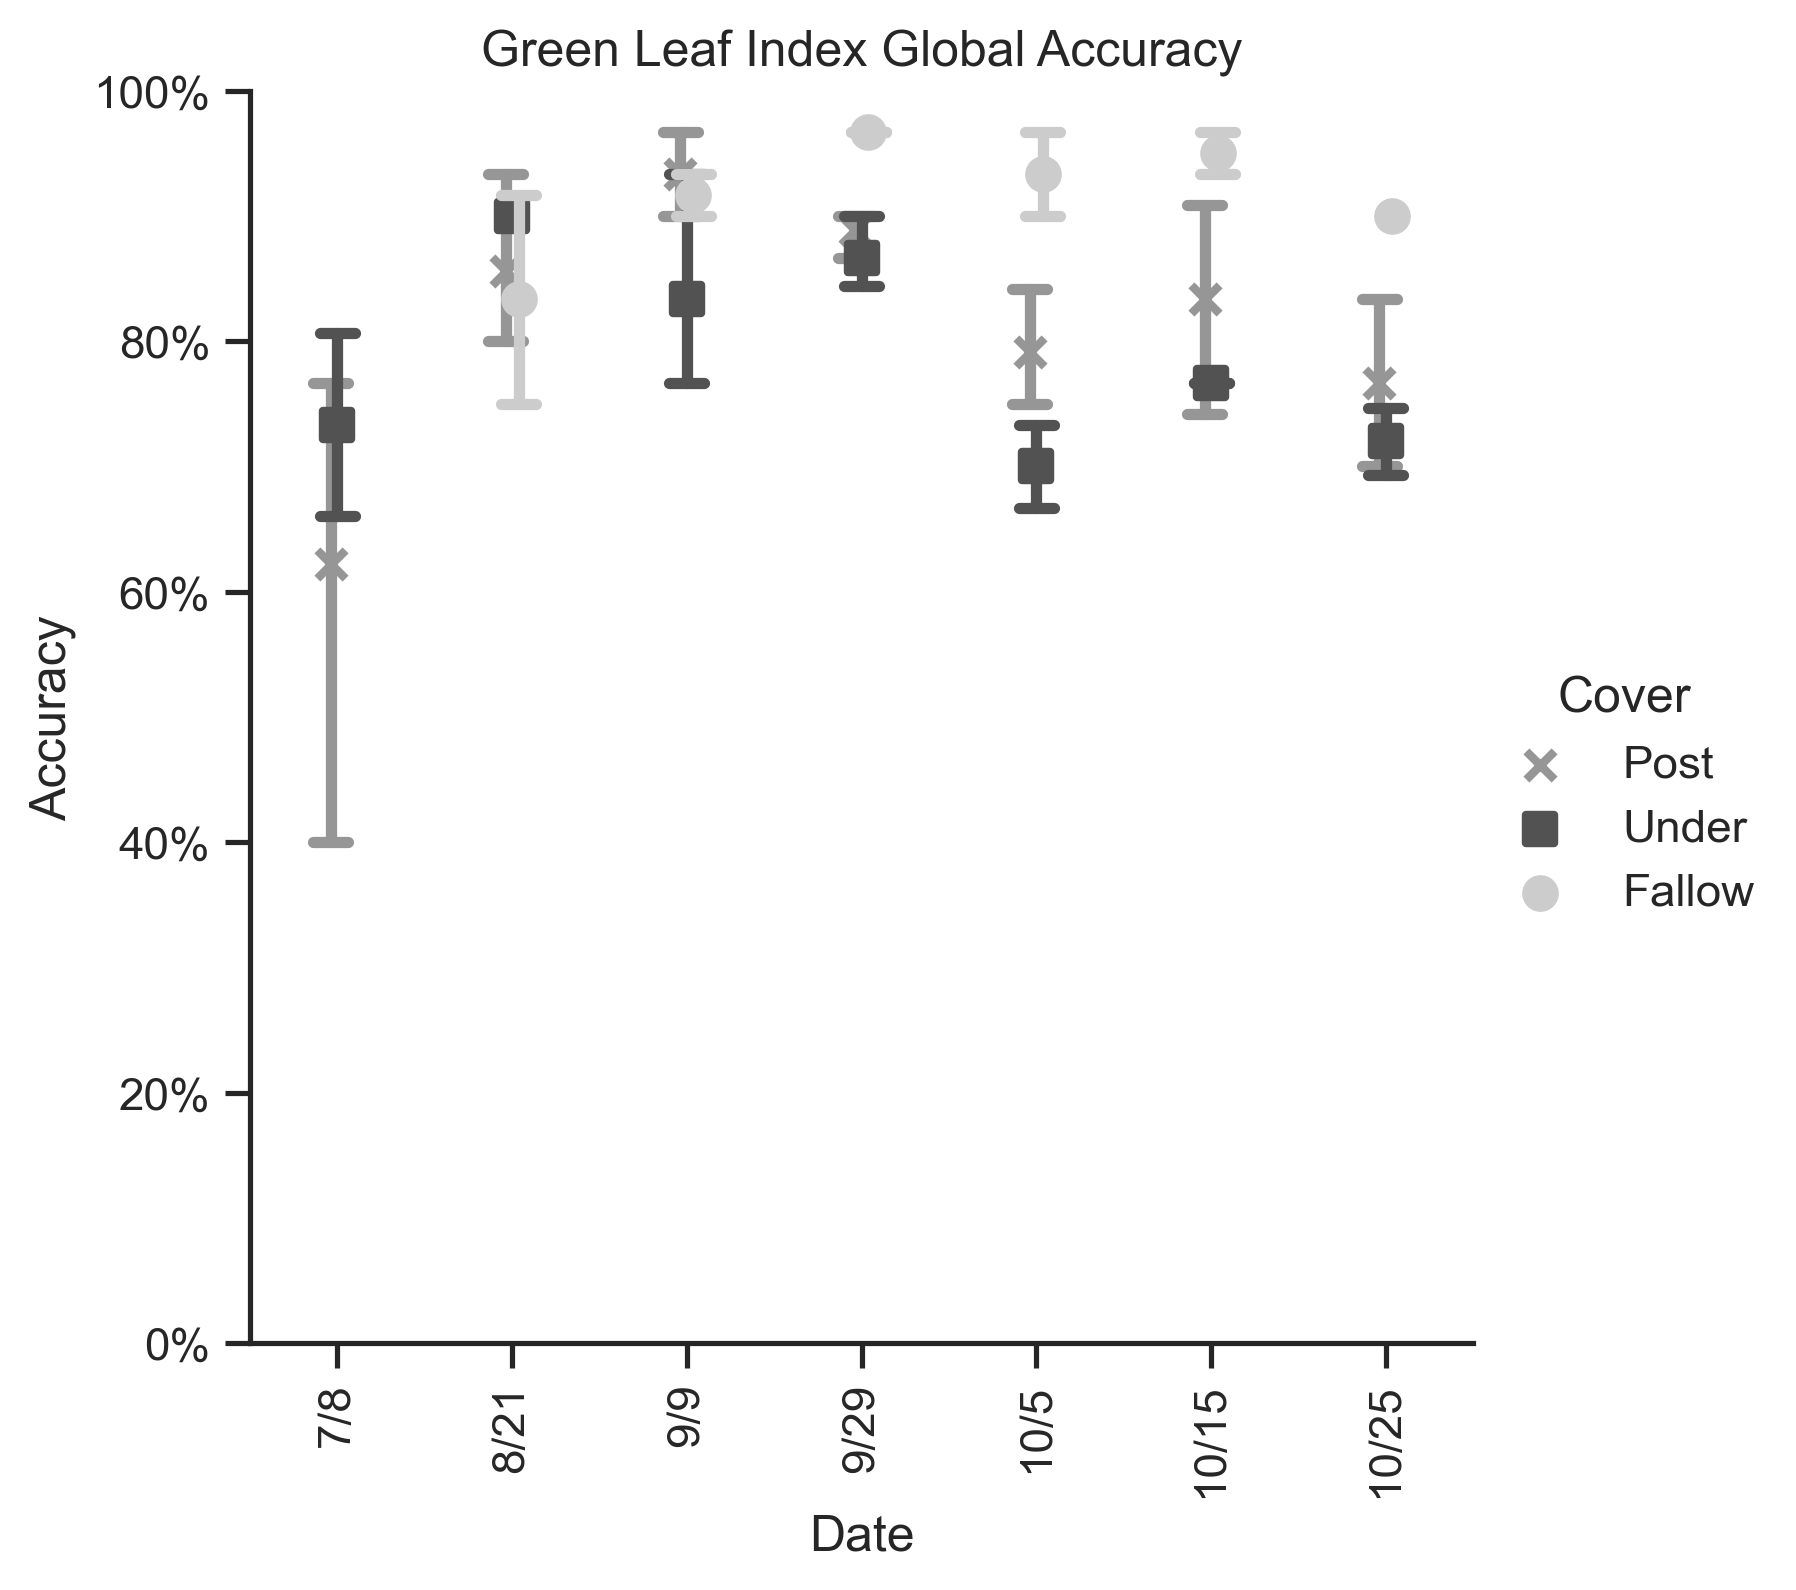 Green Leaf Index Global Accuracy
100%
80%
60%
40%
20%
0%
Accuracy
7/8
8/21
9/9
9/29
10/5
10/15
10/25
Date
Cover
Post
Under
Fallow